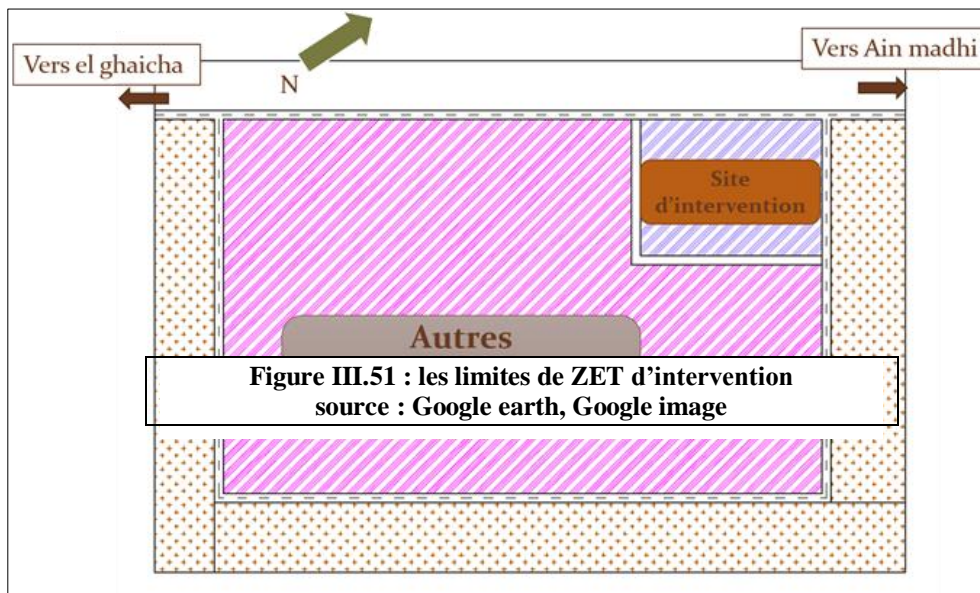 Vers el ghaicha
N
Vers Ain madhi
Site
d'intervention
Autres
Figure III.51 : les limites de ZET d'intervention
source : Google earth, Google image